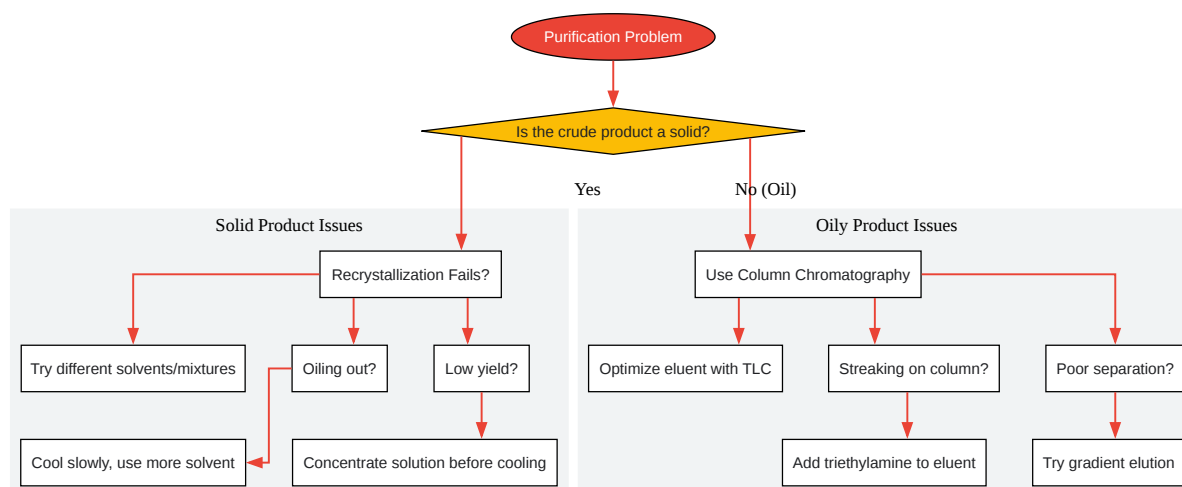 Purification Problem
Is the crude product a solid?
Yes
No (Oil)
Solid Product Issues
Oily Product Issues
Recrystallization Fails?
Use Column Chromatography
Try different solvents/mixtures
Oiling out?
Low yield?
Optimize eluent with TLC
Streaking on column?
Poor separation?
Cool slowly, use more solvent
Concentrate solution before cooling
Add triethylamine to eluent
Try gradient elution